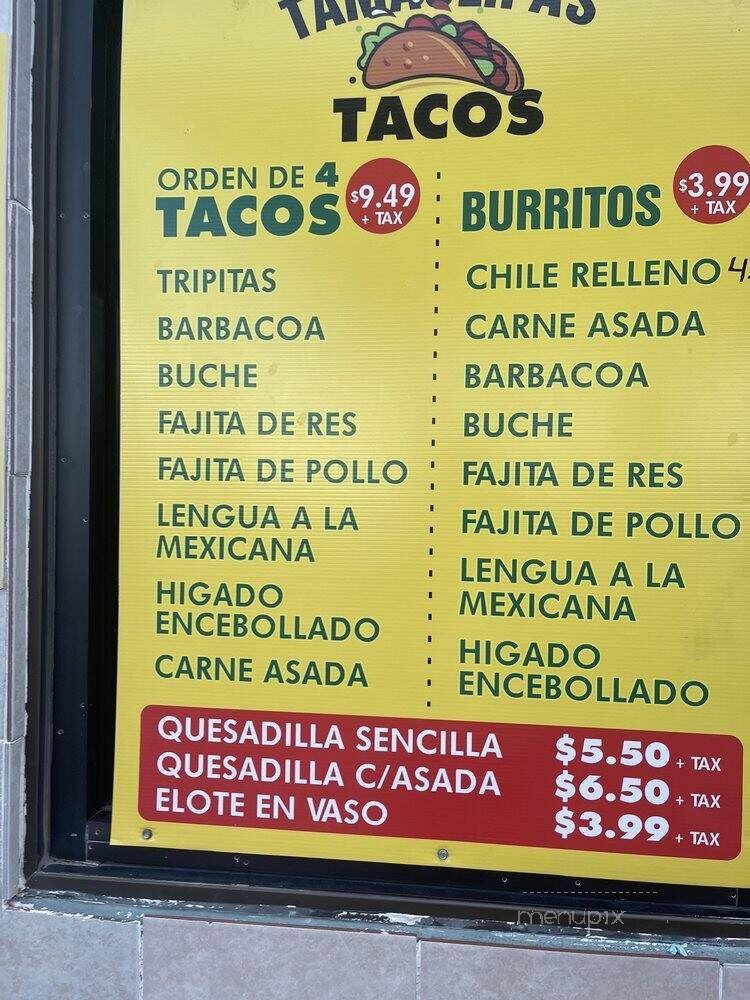 TAMAULIPAS
TACOS
ORDEN DE 4
TACOS
$9.49
+ TAX
TRIPITAS
BARBACOA
BUCHE
FAJITA DE RES
FAJITA DE POLLO
LENGUA A LA
MEXICANA
HIGADO
ENCEBOLLADO
CARNE ASADA
BURRITOS
$3.99
+ TAX
CHILE RELLENO 4.
CARNE ASADA
BARBACOA
BUCHE
FAJITA DE RES
FAJITA DE POLLO
LENGUA A LA
MEXICANA
HIGADO
ENCEBOLLADO
QUESADILLA SENCILLA $5.50 + TAX
QUESADILLA C/ASADA $6.50 + TAX
ELOTE EN VASO $3.99 + TAX
menupix